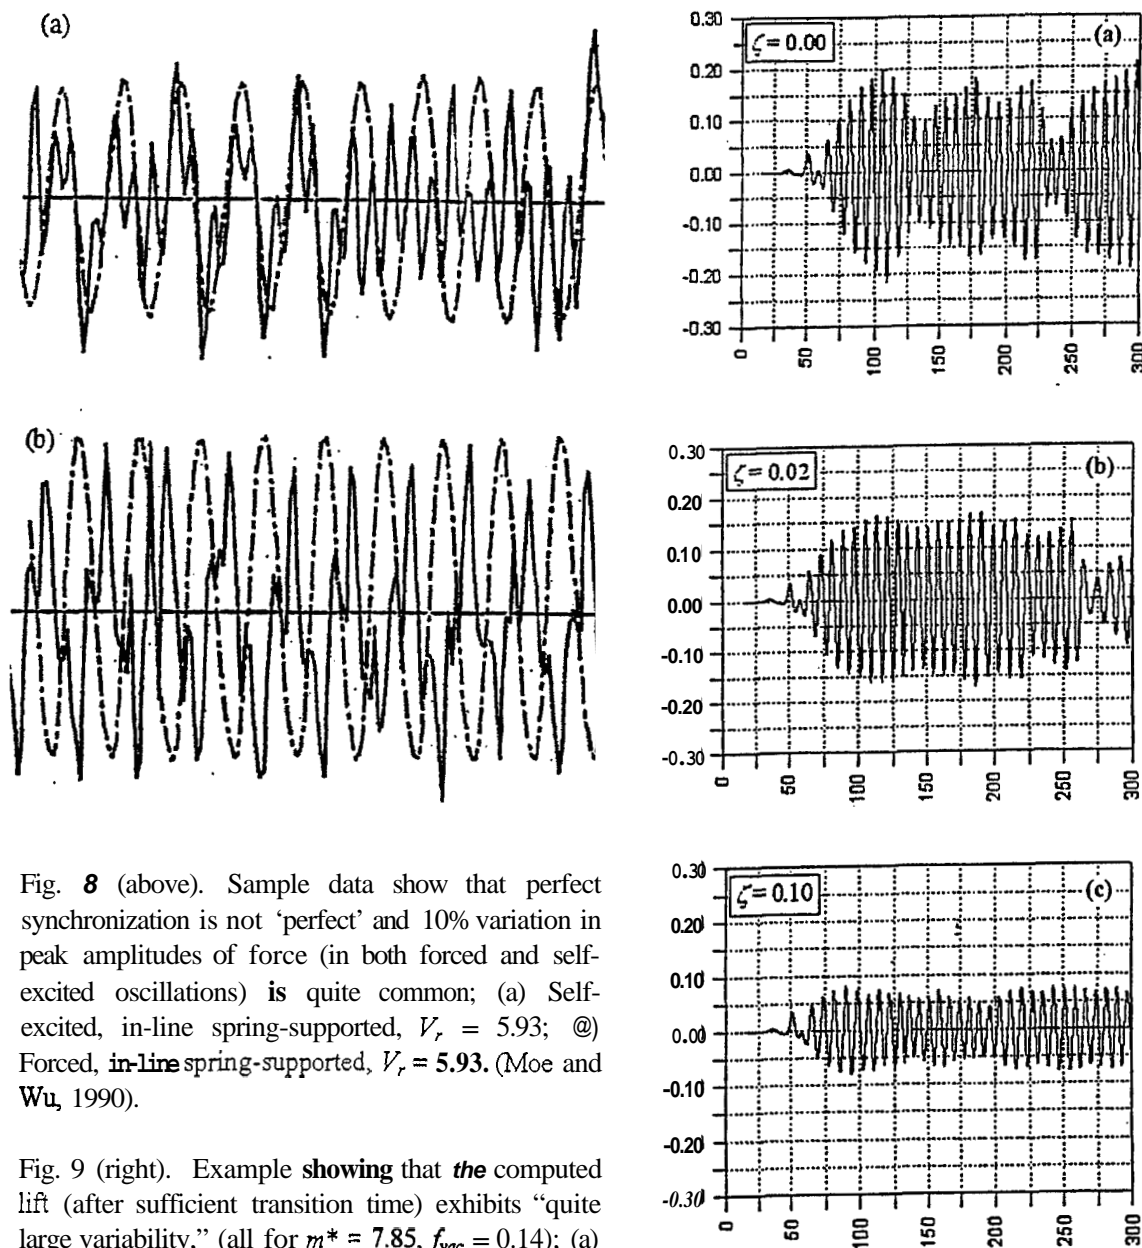 (a)
(b)
Fig. 8 (above). Sample data show that perfect
synchronization is not ‘perfect’ and 10% variation in
peak amplitudes of force (in both forced and self-
excited oscillations) is quite common; (a) Self-
excited, in-line spring-supported, Vr = 5.93; @)
Forced, in-line spring-supported, Vr = 5.93. (Moe and
Wu, 1990).
Fig. 9 (right). Example showing that the computed
lift (after sufficient transition time) exhibits “quite
large variability,” (all for m* = 7.85, fvac = 0.14); (a)
ζ = 0.00
(a)
0.30
0.20
0.10
0.00
-0.10
-0.20
-0.30
0 50 100 150 200 250 300
ζ = 0.02
(b)
0.30
0.20
0.10
0.00
-0.10
-0.20
-0.30
0 50 100 150 200 250 300
ζ = 0.10
(c)
0.30
0.20
0.10
0.00
-0.10
-0.20
-0.30
0 50 100 150 200 250 300